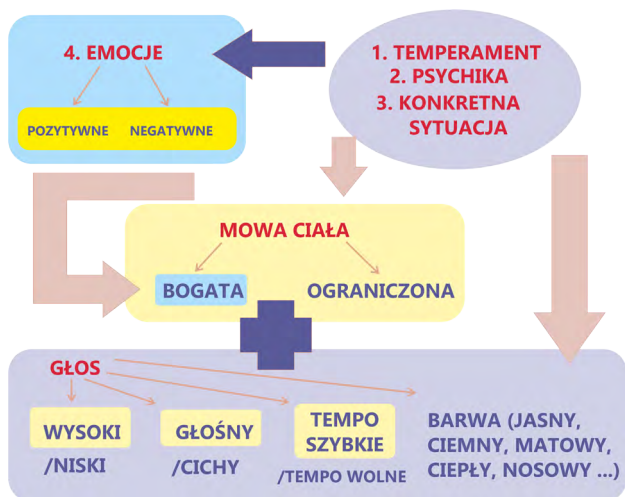 4. EMOCJE
POZYTYWNE NEGATYWNE
1. TEMPERAMENT
2. PSYCHIKA
3. KONKRETNA
SYTUACJA
MOWA CIAŁA
BOGATA OGRANICZONA
GŁOS
WYSOKI
/NISKI
GŁOŚNY
/CICHY
TEMPO
SZYBKIE
/TEMPO WOLNE
BARWA (JASNY,
CIEMNY, MATOWY,
CIEPŁY, NOSOWY ...)